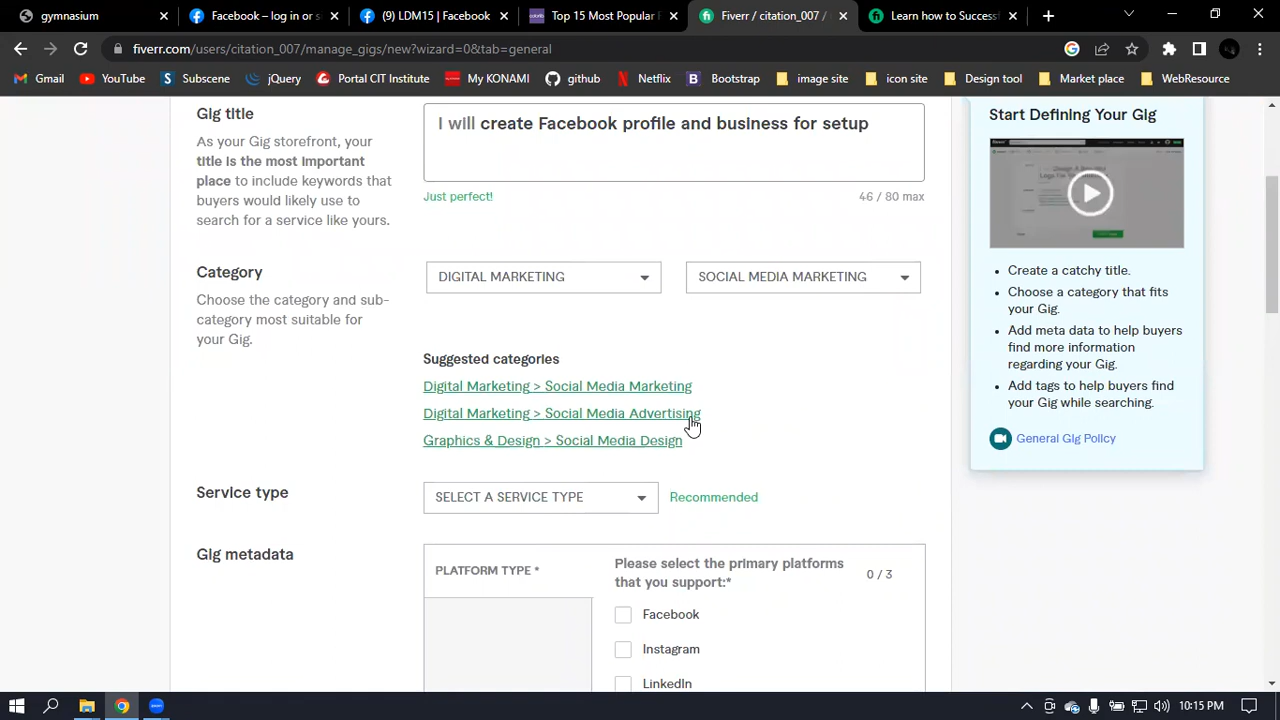 gymnasium
Facebook – log in or s
(9) LDM15 | Facebook
Top 15 Most Popular F
Fiverr / citation_007 /
Learn how to Successf
fiverr.com/users/citation_007/manage_gigs/new?wizard=0&tab=general
Gmail
YouTube
Subscene
jQuery
Portal CIT Institute
My KONAMI
github
Netflix
Bootstrap
image site
icon site
Design tool
Market place
WebResource
Gig title
As your Gig storefront, your
title is the most important
place to include keywords that
buyers would likely use to
search for a service like yours.
I will create Facebook profile and business for setup
Just perfect!
46 / 80 max
Category
Choose the category and sub-
category most suitable for
your Gig.
DIGITAL MARKETING
SOCIAL MEDIA MARKETING
Suggested categories
Digital Marketing > Social Media Marketing
Digital Marketing > Social Media Advertising
Graphics & Design > Social Media Design
Service type
SELECT A SERVICE TYPE
Recommended
Gig metadata
PLATFORM TYPE *
Please select the primary platforms
that you support:*
0 / 3
Facebook
Instagram
LinkedIn
Start Defining Your Gig
Create a catchy title.
Choose a category that fits
your Gig.
Add meta data to help buyers
find more information
regarding your Gig.
Add tags to help buyers find
your Gig while searching.
General Gig Policy
10:15 PM